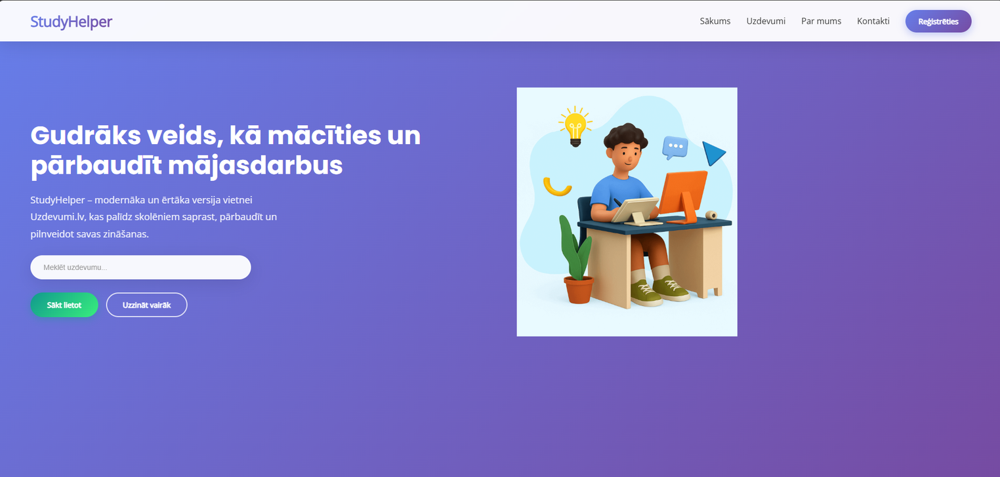 StudyHelper
Sākums
Uzdevumi
Par mums
Kontakti
Reģistrēties
Gudrāks veids, kā mācīties un
pārbaudīt mājasdarbus
StudyHelper – modernāka un ērtāka versija vietnei
Uzdevumi.lv, kas palīdz skolēniem saprast, pārbaudīt un
pilnveidot savas zināšanas.
Meklēt uzdevumu...
Sākt lietot
Uzzināt vairāk